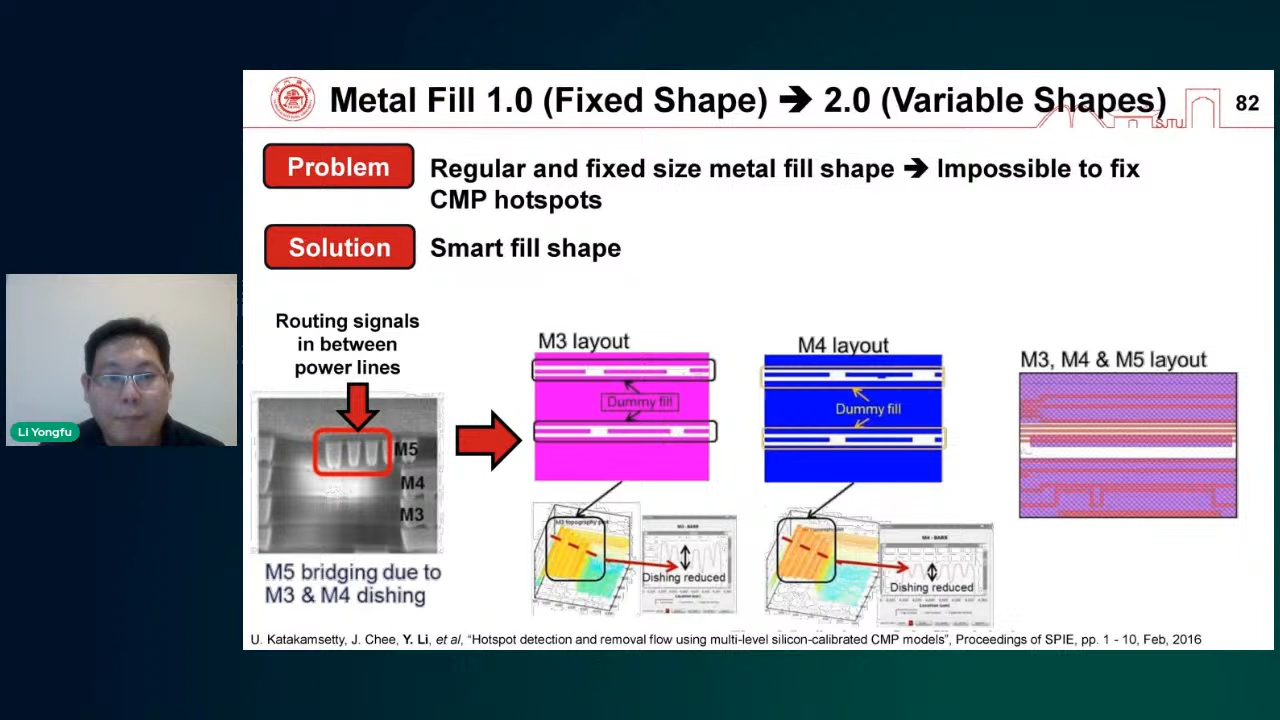 Metal Fill 1.0 (Fixed Shape) ➔ 2.0 (Variable Shapes)
82
Problem
Regular and fixed size metal fill shape ➔ Impossible to fix
CMP hotspots
Solution
Smart fill shape
Routing signals
in between
power lines
M5
M4
M3
M5 bridging due to
M3 & M4 dishing
M3 layout
Dummy fill
Dishing reduced
M4 layout
Dummy fill
Dishing reduced
M3, M4 & M5 layout
Li Yongfu
U. Katakamsetty, J. Chee, Y. Li, et al, “Hotspot detection and removal flow using multi-level silicon-calibrated CMP models”, Proceedings of SPIE, pp. 1 - 10, Feb, 2016